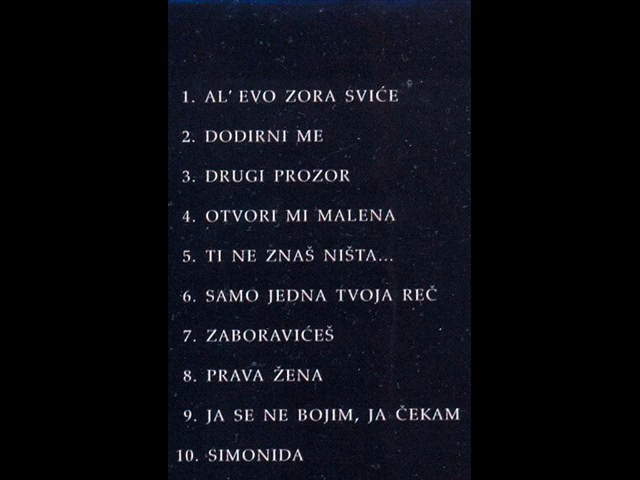 1. AL' EVO ZORA SVIĆE
2. DODIRNI ME
3. DRUGI PROZOR
4. OTVORI MI MALENA
5. TI NE ZNAŠ NIŠTA...
6. SAMO JEDNA TVOJA REČ
7. ZABORAVIĆEŠ
8. PRAVA ŽENA
9. JA SE NE BOJIM, JA ČEKAM
10. SIMONIDA